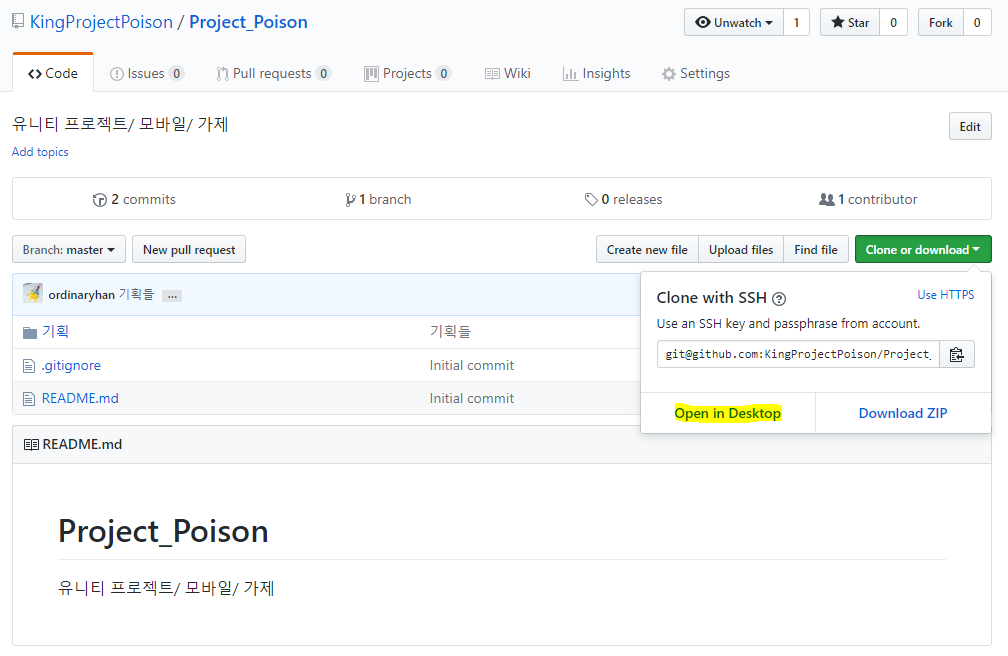 KingProjectPoison / Project_Poison
Unwatch 1 Star 0 Fork 0
Code Issues 0 Pull requests 0 Projects 0 Wiki Insights Settings
유니티 프로젝트/ 모바일/ 가제
Edit
Add topics
2 commits 1 branch 0 releases 1 contributor
Branch: master New pull request Create new file Upload files Find file Clone or download
ordinaryhan 기획들 ...
Clone with SSH ? Use HTTPS
Use an SSH key and passphrase from account.
git@github.com:KingProjectPoison/Project_
Open in Desktop Download ZIP
기획 기획들
.gitignore Initial commit
README.md Initial commit
README.md
Project_Poison
유니티 프로젝트/ 모바일/ 가제